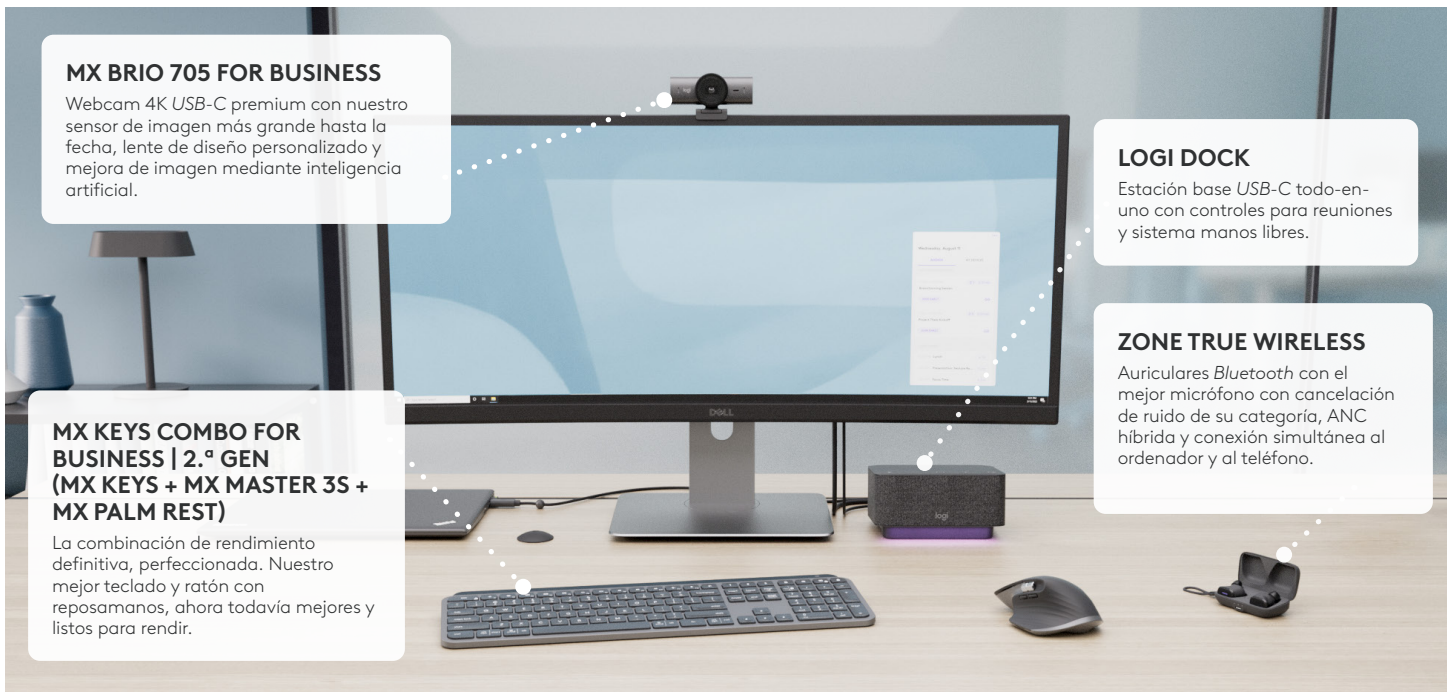 MX BRIO 705 FOR BUSINESS
Webcam 4K USB-C premium con nuestro
sensor de imagen más grande hasta la
fecha, lente de diseño personalizado y
mejora de imagen mediante inteligencia
artificial.
LOGI DOCK
Estación base USB-C todo-en-
uno con controles para reuniones
y sistema manos libres.
ZONE TRUE WIRELESS
Auriculares Bluetooth con el
mejor micrófono con cancelación
de ruido de su categoría, ANC
híbrida y conexión simultánea al
ordenador y al teléfono.
MX KEYS COMBO FOR
BUSINESS | 2.ª GEN
(MX KEYS + MX MASTER 3S +
MX PALM REST)
La combinación de rendimiento
definitiva, perfeccionada. Nuestro
mejor teclado y ratón con
reposamanos, ahora todavía mejores y
listos para rendir.
DELL
logi